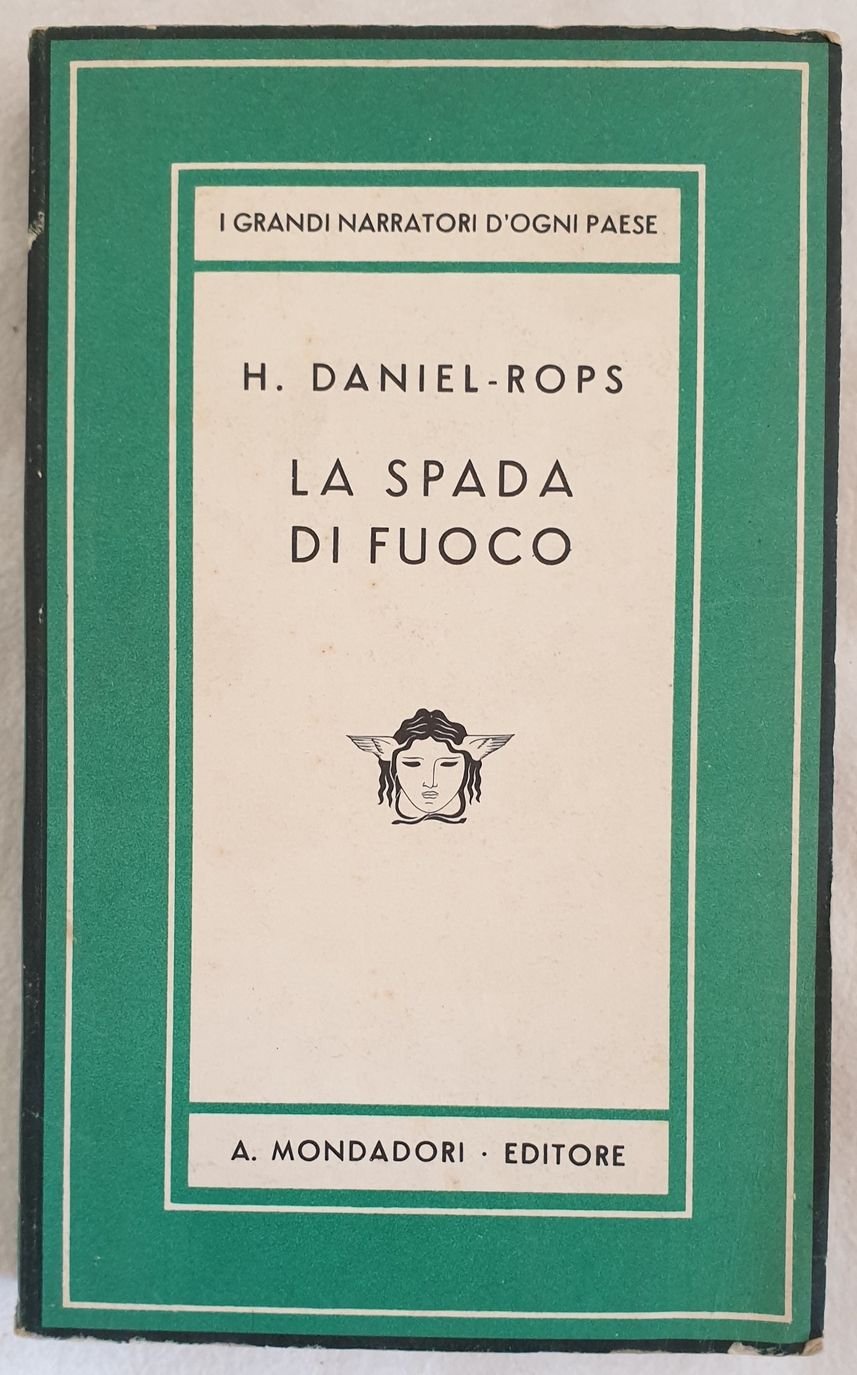 I GRANDI NARRATORI D'OGNI PAESE
H. DANIEL-ROPS
LA SPADA
DI FUOCO
A. MONDADORI · EDITORE